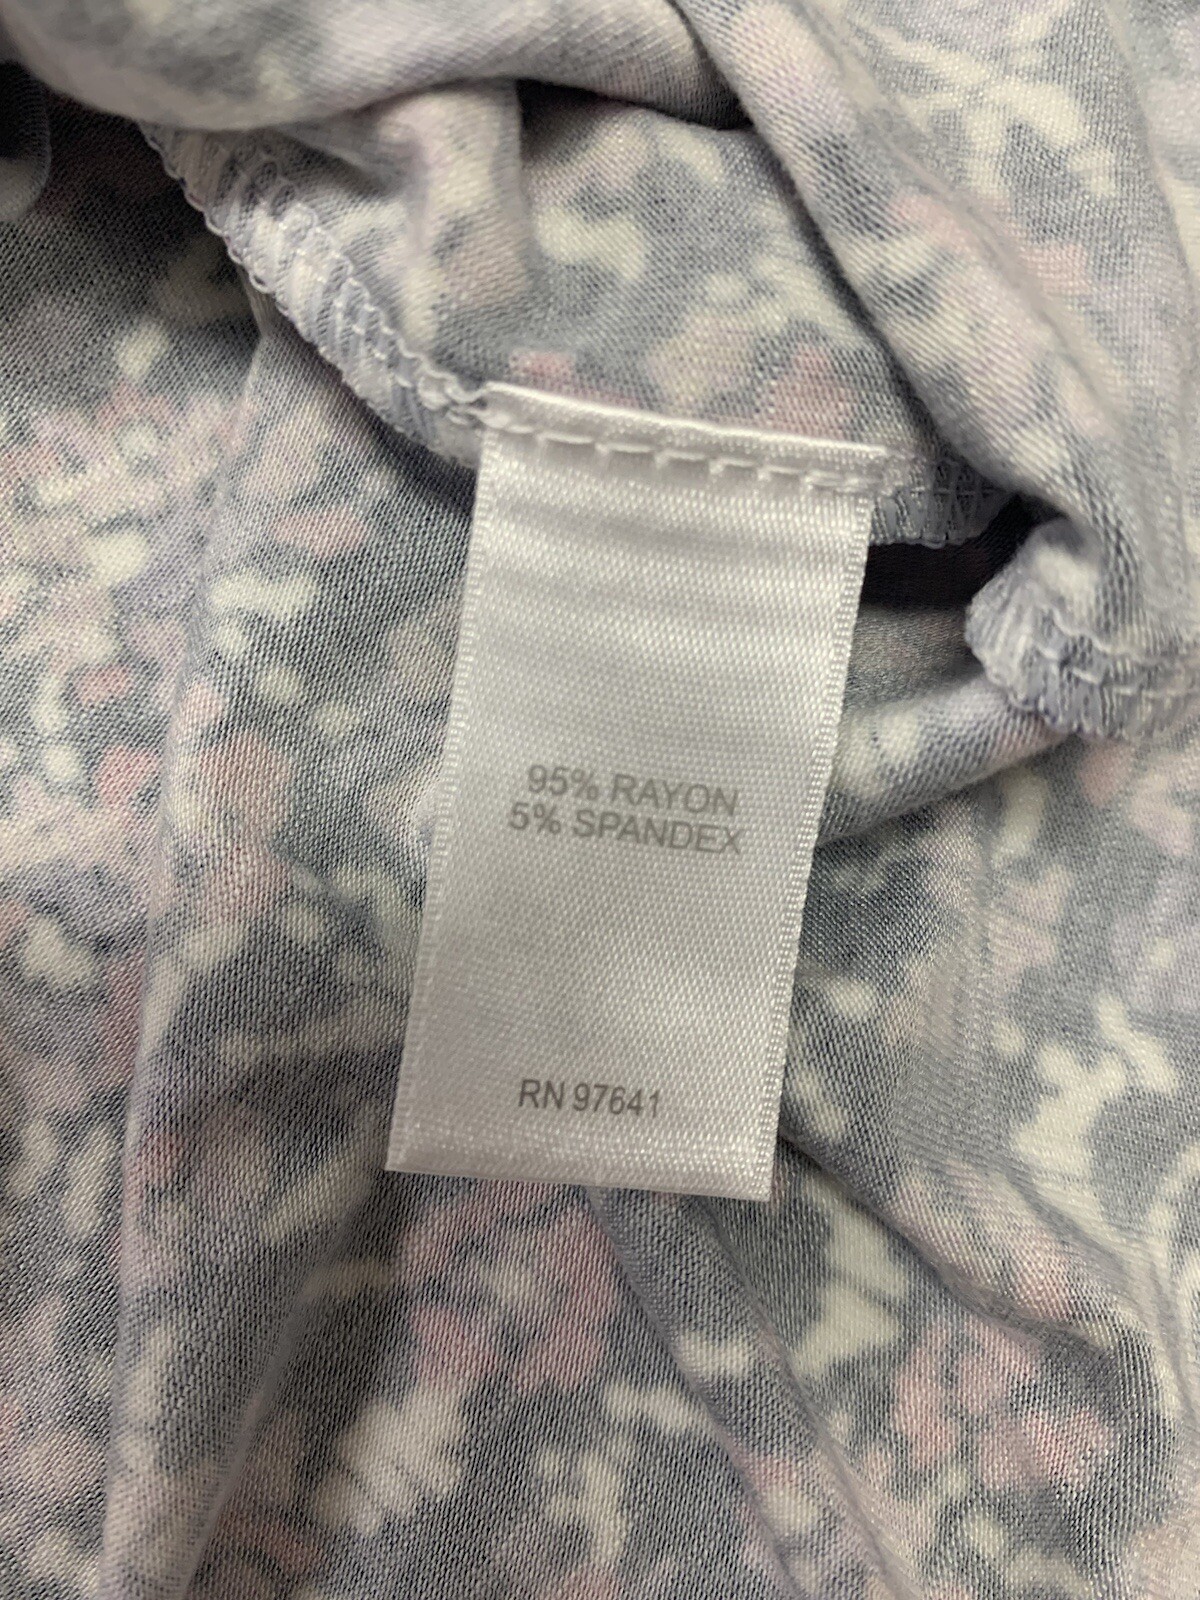 95% RAYON
5% SPANDEX
RN 97641